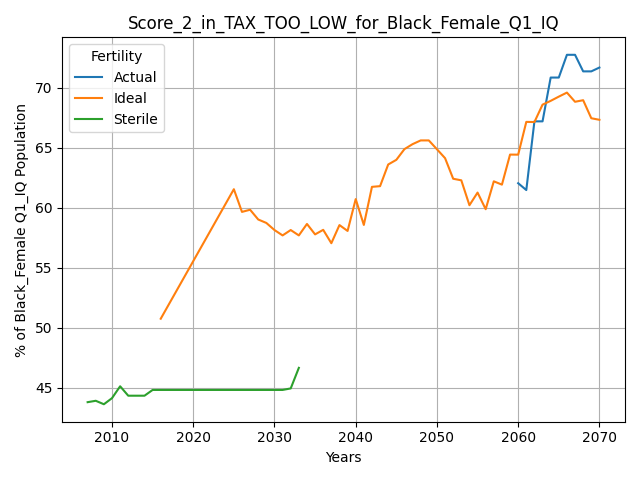 Score_2_in_TAX_TOO_LOW_for_Black_Female_Q1_IQ
Fertility
Actual
Ideal
Sterile
% of Black_Female Q1_IQ Population
70
65
60
55
50
45
2010 2020 2030 2040 2050 2060 2070
Years